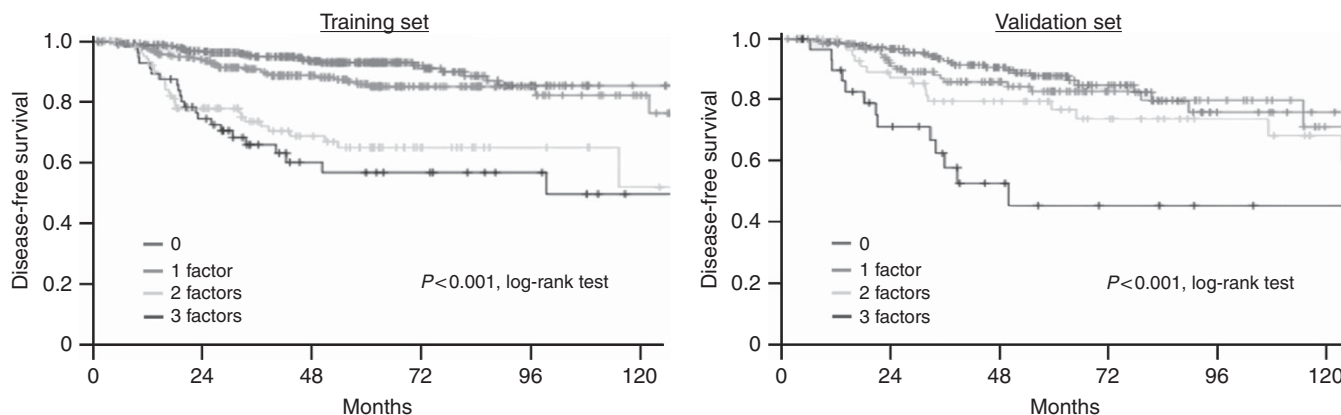 Training set
Disease-free survival
1.0
0.8
0.6
0.4
0.2
0
0
1 factor
2 factors
3 factors
P<0.001, log-rank test
0 24 48 72 96 120
Months
Validation set
Disease-free survival
1.0
0.8
0.6
0.4
0.2
0
0
1 factor
2 factors
3 factors
P<0.001, log-rank test
0 24 48 72 96 120
Months